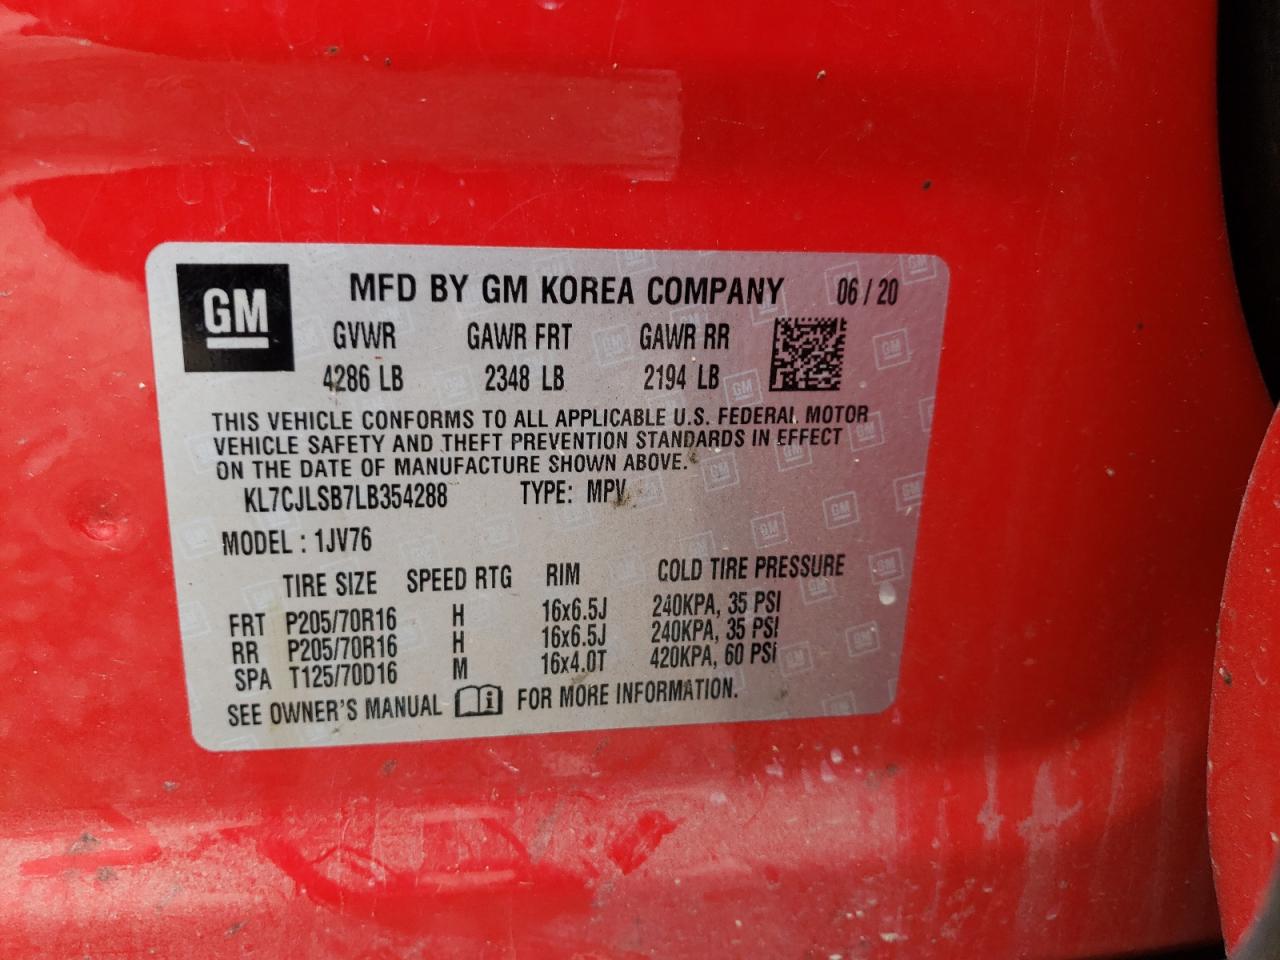 GM MFD BY GM KOREA COMPANY 06 / 20
GVWR GAWR FRT GAWR RR
4286 LB 2348 LB 2194 LB
THIS VEHICLE CONFORMS TO ALL APPLICABLE U.S. FEDERAL MOTOR
VEHICLE SAFETY AND THEFT PREVENTION STANDARDS IN EFFECT
ON THE DATE OF MANUFACTURE SHOWN ABOVE.
KL7CJLSB7LB354288 TYPE: MPV
MODEL : 1JV76
TIRE SIZE SPEED RTG RIM COLD TIRE PRESSURE
FRT P205/70R16 H 16x6.5J 240KPA, 35 PSI
RR P205/70R16 H 16x6.5J 240KPA, 35 PSI
SPA T125/70D16 M 16x4.0T 420KPA, 60 PSI
SEE OWNER'S MANUAL i FOR MORE INFORMATION.